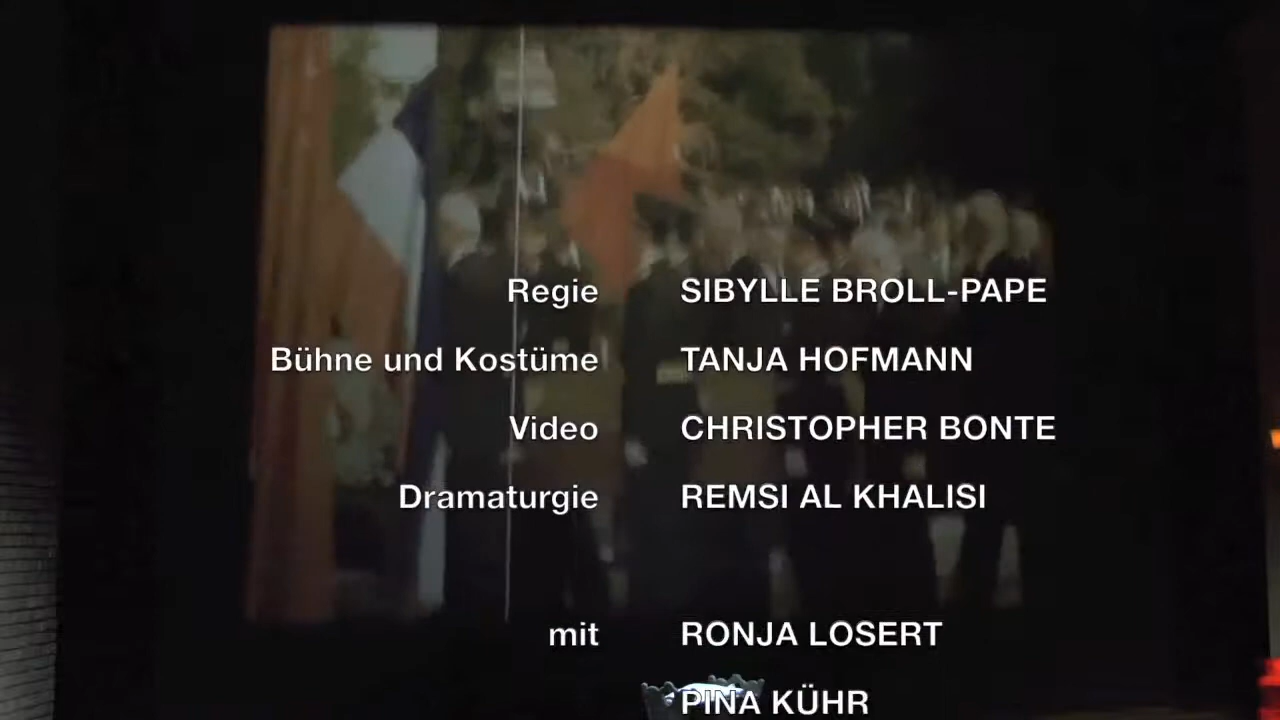 Regie SIBYLLE BROLL-PAPE
Bühne und Kostüme TANJA HOFMANN
Video CHRISTOPHER BONTE
Dramaturgie REMSI AL KHALISI
mit RONJA LOSERT
PINA KÜHR